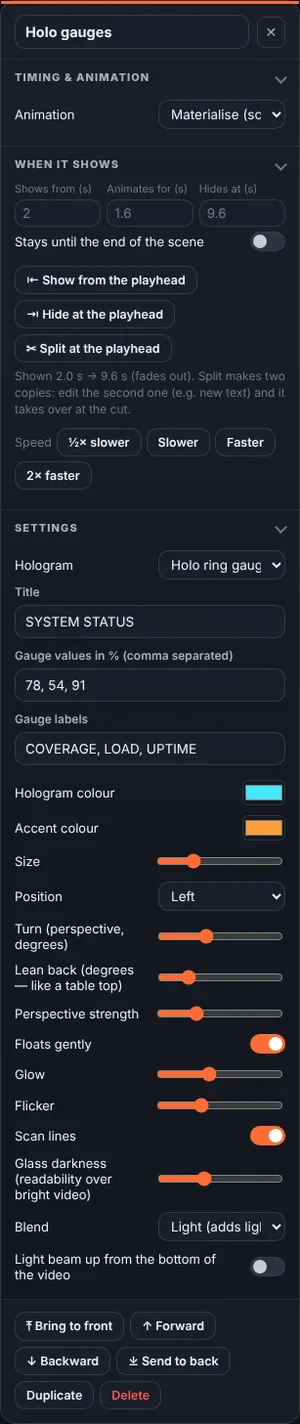 Holo gauges
✕
TIMING & ANIMATION
Animation
Materialise (sc
WHEN IT SHOWS
Shows from (s) Animates for (s) Hides at (s)
2 1.6 9.6
Stays until the end of the scene
⇤ Show from the playhead
⇥ Hide at the playhead
✂ Split at the playhead
Shown 2.0 s → 9.6 s (fades out). Split makes two
copies: edit the second one (e.g. new text) and it
takes over at the cut.
Speed ½× slower Slower Faster
2× faster
SETTINGS
Hologram Holo ring gaug
Title
SYSTEM STATUS
Gauge values in % (comma separated)
78, 54, 91
Gauge labels
COVERAGE, LOAD, UPTIME
Hologram colour
Accent colour
Size
Position Left
Turn (perspective,
degrees)
Lean back (degrees
— like a table top)
Perspective strength
Floats gently
Glow
Flicker
Scan lines
Glass darkness
(readability over
bright video)
Blend Light (adds ligl
Light beam up from the bottom of
the video
⤒ Bring to front ↑ Forward
↓ Backward ⤓ Send to back
Duplicate Delete